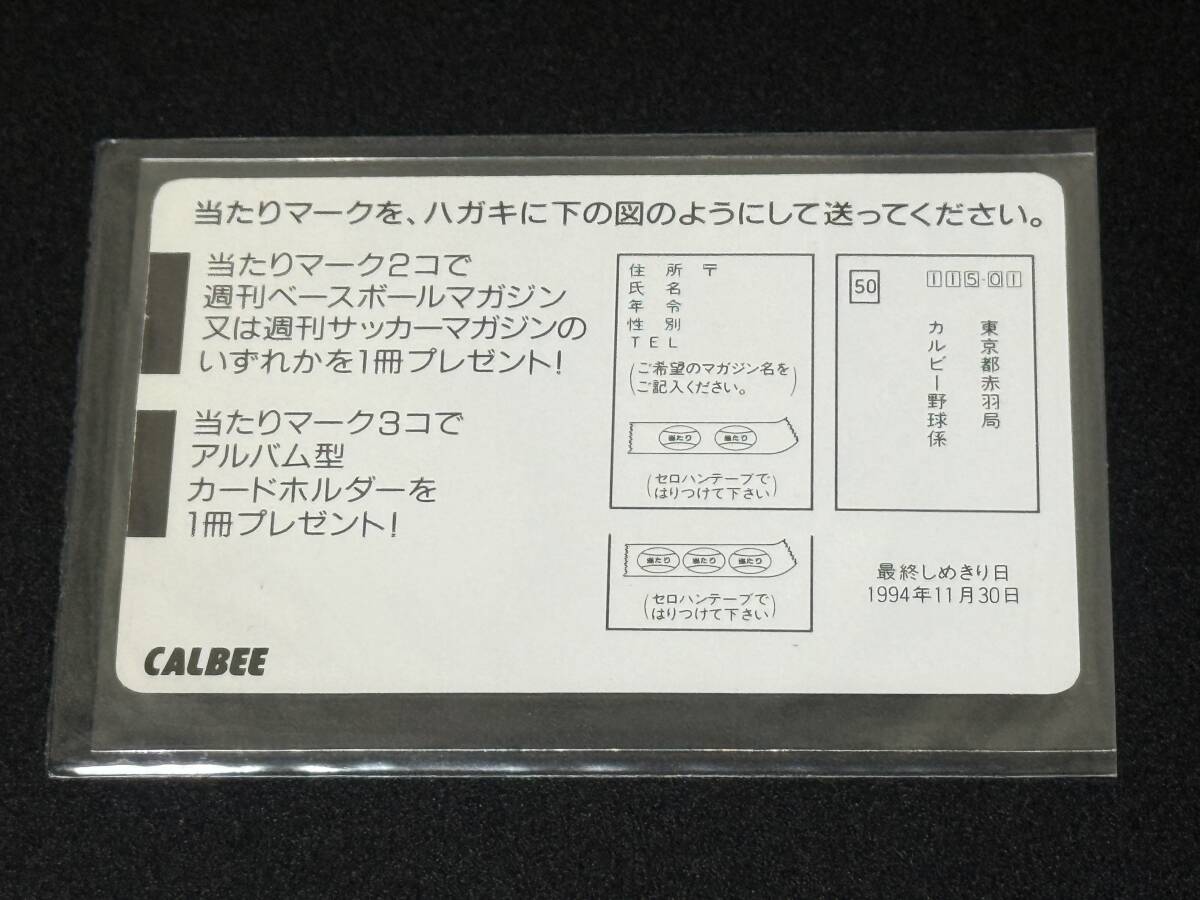 当たりマークを、ハガキに下の図のようにして送ってください。
当たりマーク2コで
週刊ベースボールマガジン
又は週刊サッカーマガジンの
いずれかを1冊プレゼント!
当たりマーク3コで
アルバム型
カードホルダーを
1冊プレゼント!
住所 〒
氏名
年令
性別
TEL
(ご希望のマガジン名を
ご記入ください。)
当たり 当たり
(セロハンテープで
はりつけて下さい)
当たり 当たり 当たり
(セロハンテープで
はりつけて下さい)
50
115-01
東京都赤羽局
カルビー野球係
最終しめきり日
1994年11月30日
CALBEE